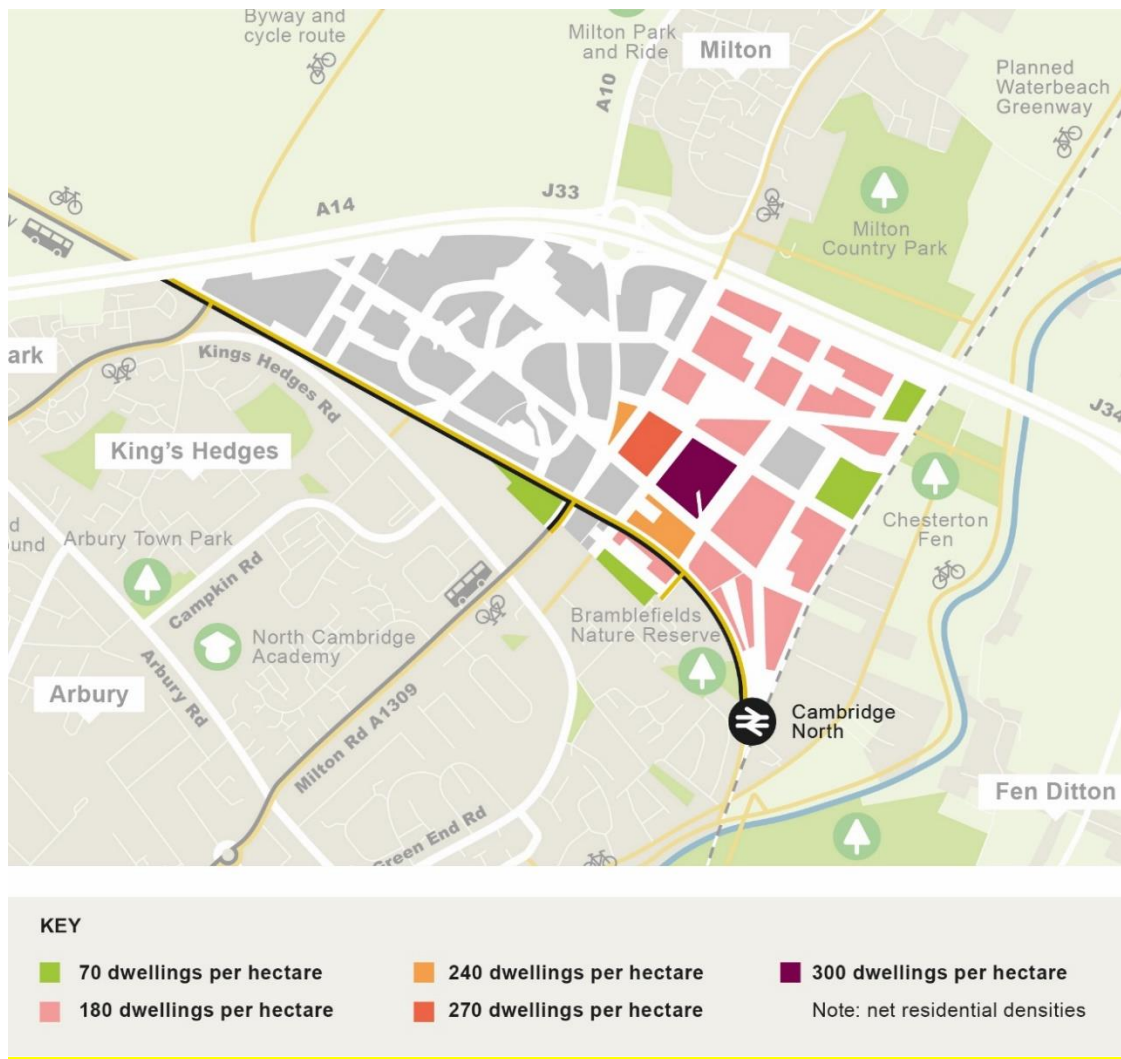 Byway and
cycle route
Milton Park
and Ride
Milton
A10
Planned
Waterbeach
Greenway
J33
A14
Milton
Country Park
ark
Kings Hedges Rd
J34
King's Hedges
Chesterton
Fen
Arbury Town Park
Campkin Rd
Bramblefields
Nature Reserve
North Cambridge
Academy
Arbury Rd
Arbury
Milton Rd A1309
Cambridge
North
Fen Ditton
Green End Rd
KEY
70 dwellings per hectare
240 dwellings per hectare
300 dwellings per hectare
180 dwellings per hectare
270 dwellings per hectare
Note: net residential densities